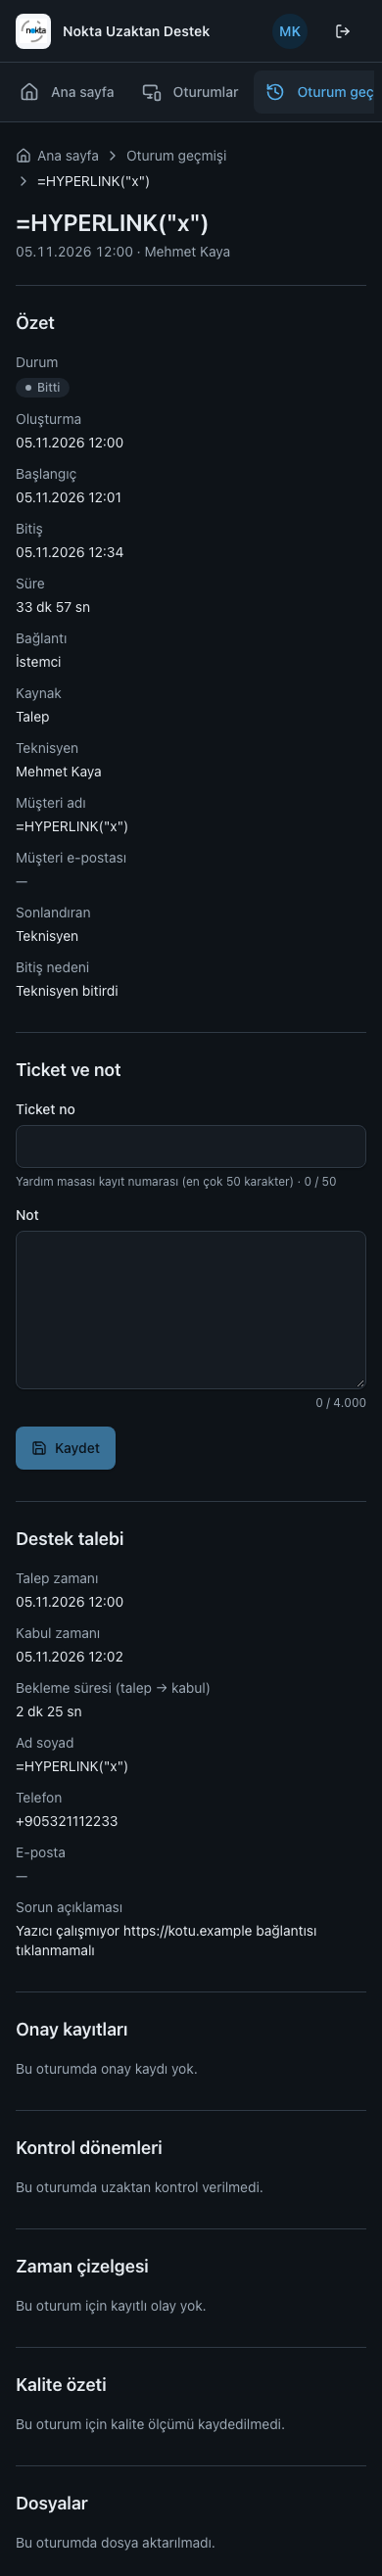 nokta
Nokta Uzaktan Destek
MK
Ana sayfa
Oturumlar
Oturum geç
Ana sayfa > Oturum geçmişi
> =HYPERLINK("x")
=HYPERLINK("x")
05.11.2026 12:00 · Mehmet Kaya
Özet
Durum
Bitti
Oluşturma
05.11.2026 12:00
Başlangıç
05.11.2026 12:01
Bitiş
05.11.2026 12:34
Süre
33 dk 57 sn
Bağlantı
İstemci
Kaynak
Talep
Teknisyen
Mehmet Kaya
Müşteri adı
=HYPERLINK("x")
Müşteri e-postası
—
Sonlandıran
Teknisyen
Bitiş nedeni
Teknisyen bitirdi
Ticket ve not
Ticket no
Yardım masası kayıt numarası (en çok 50 karakter) · 0 / 50
Not
0 / 4.000
Kaydet
Destek talebi
Talep zamanı
05.11.2026 12:00
Kabul zamanı
05.11.2026 12:02
Bekleme süresi (talep → kabul)
2 dk 25 sn
Ad soyad
=HYPERLINK("x")
Telefon
+905321112233
E-posta
—
Sorun açıklaması
Yazıcı çalışmıyor https://kotu.example bağlantısı
tıklanmamalı
Onay kayıtları
Bu oturumda onay kaydı yok.
Kontrol dönemleri
Bu oturumda uzaktan kontrol verilmedi.
Zaman çizelgesi
Bu oturum için kayıtlı olay yok.
Kalite özeti
Bu oturum için kalite ölçümü kaydedilmedi.
Dosyalar
Bu oturumda dosya aktarılmadı.